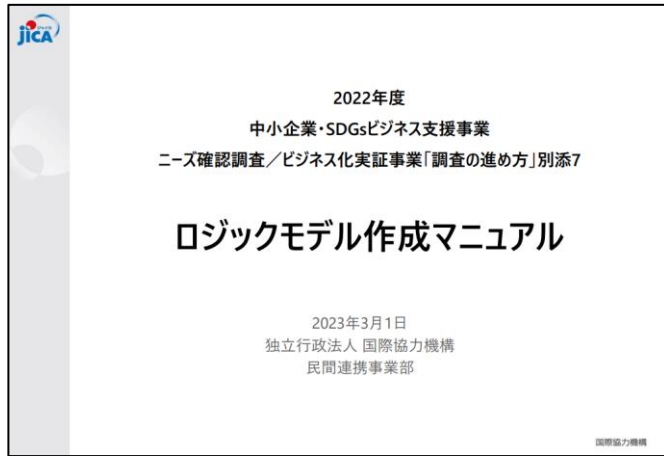 JICA
2022年度
中小企業・SDGsビジネス支援事業
ニーズ確認調査／ビジネス化実証事業「調査の進め方」別添7
ロジックモデル作成マニュアル
2023年3月1日
独立行政法人 国際協力機構
民間連携事業部
国際協力機構